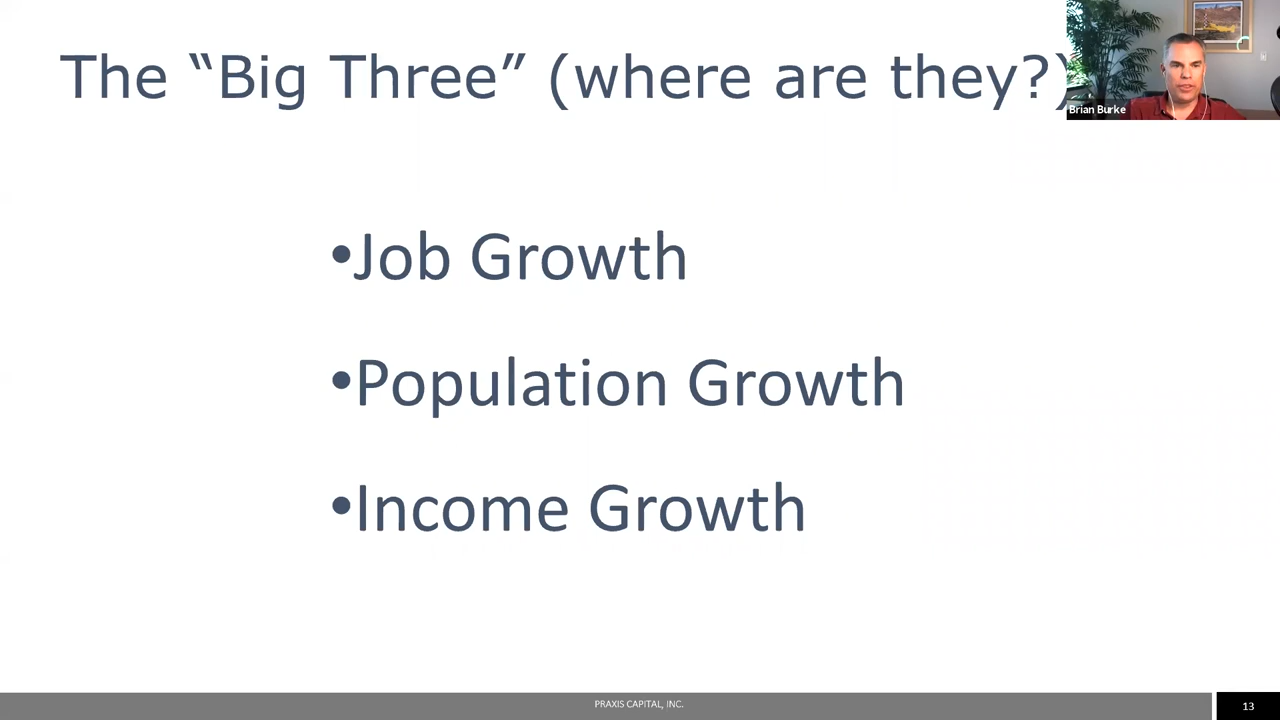 The “Big Three” (where are they?)
Brian Burke
•Job Growth
•Population Growth
•Income Growth
PRAXIS CAPITAL, INC.
13